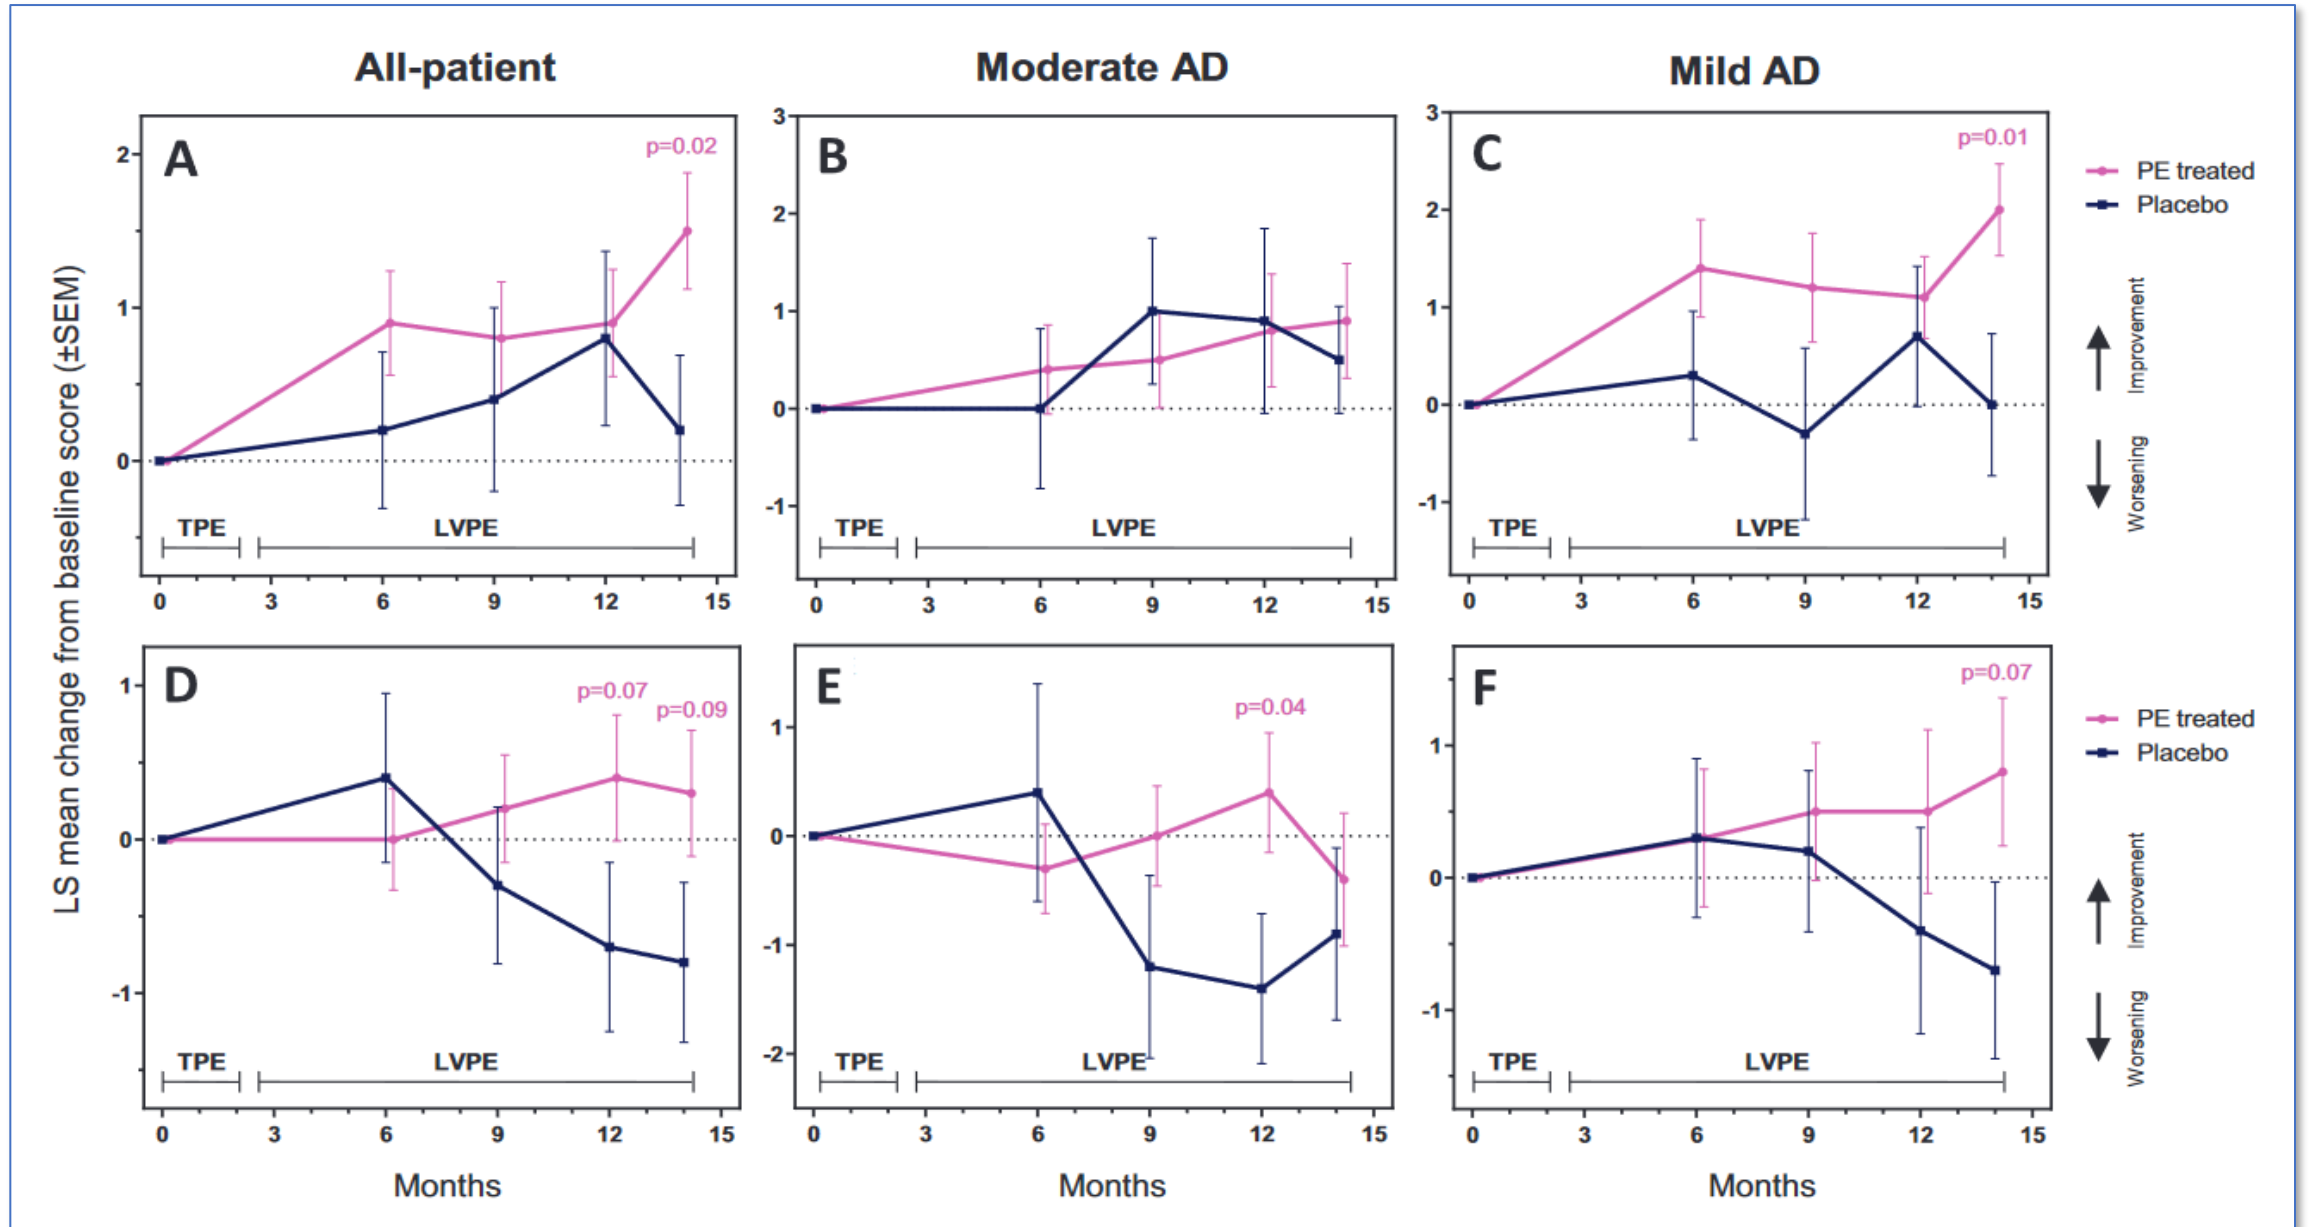 All-patient
Moderate AD
Mild AD
LS mean change from baseline score (±SEM)
A
p=0.02
2
1
0
TPE
LVPE
0 3 6 9 12 15
B
3
2
1
0
-1
TPE
LVPE
0 3 6 9 12 15
C
p=0.01
3
2
1
0
-1
TPE
LVPE
0 3 6 9 12 15
PE treated
Placebo
Improvement
Worsening
D
p=0.07
p=0.09
1
0
-1
TPE
LVPE
0 3 6 9 12 15
Months
E
p=0.04
1
0
-1
-2
TPE
LVPE
0 3 6 9 12 15
Months
F
p=0.07
1
0
-1
TPE
LVPE
0 3 6 9 12 15
Months
PE treated
Placebo
Improvement
Worsening